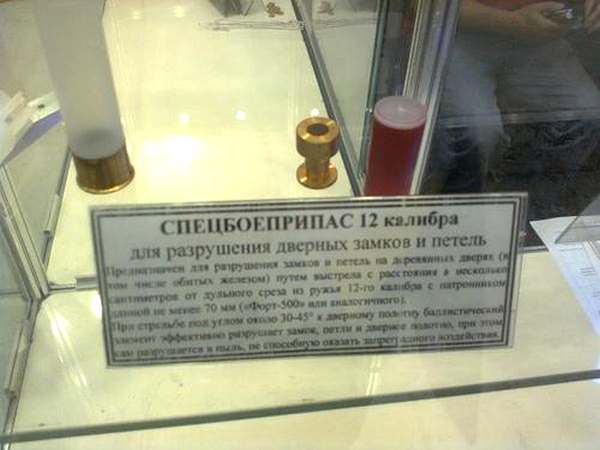 СПЕЦБОЕПРИПАС 12 калибра
для разрушения дверных замков и петель
Предназначен для разрушения замков и петель на деревянных дверях (в
том числе обитых железом) путем выстрела с расстояния в несколько
сантиметров от дульного среза из ружья 12-го калибра с патронником
длиной не менее 70 мм («Форт-500» или аналогичного).
При стрельбе под углом около 30-45° к дверному полотну баллистический
элемент эффективно разрушает замок, петли и дверное полотно, при этом
сам разрушается в пыль, не способную оказать запреградного воздействия.